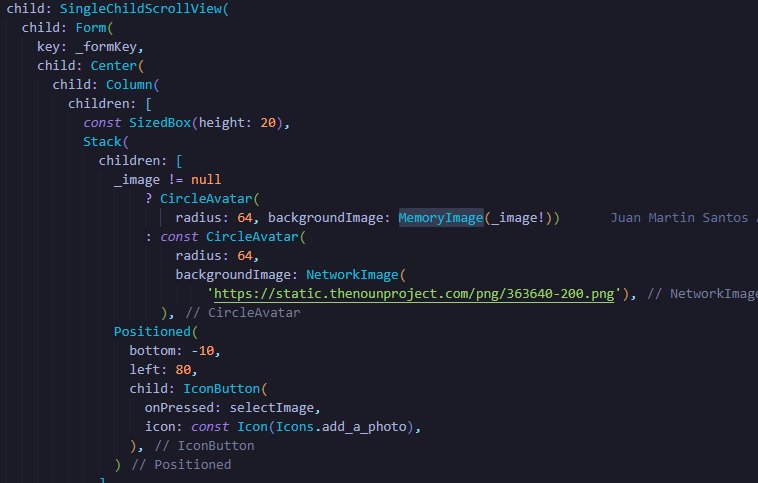 child: SingleChildScrollView(
child: Form(
key: _formKey,
child: Center(
child: Column(
children: [
const SizedBox(height: 20),
Stack(
children: [
_image != null
? CircleAvatar(
radius: 64, backgroundImage: MemoryImage(_image!)) Juan Martin Santos
: const CircleAvatar(
radius: 64,
backgroundImage: NetworkImage(
'https://static.thenounproject.com/png/363640-200.png'), // NetworkImage
), // CircleAvatar
Positioned(
bottom: -10,
left: 80,
child: IconButton(
onPressed: selectImage,
icon: const Icon(Icons.add_a_photo),
), // IconButton
) // Positioned
]